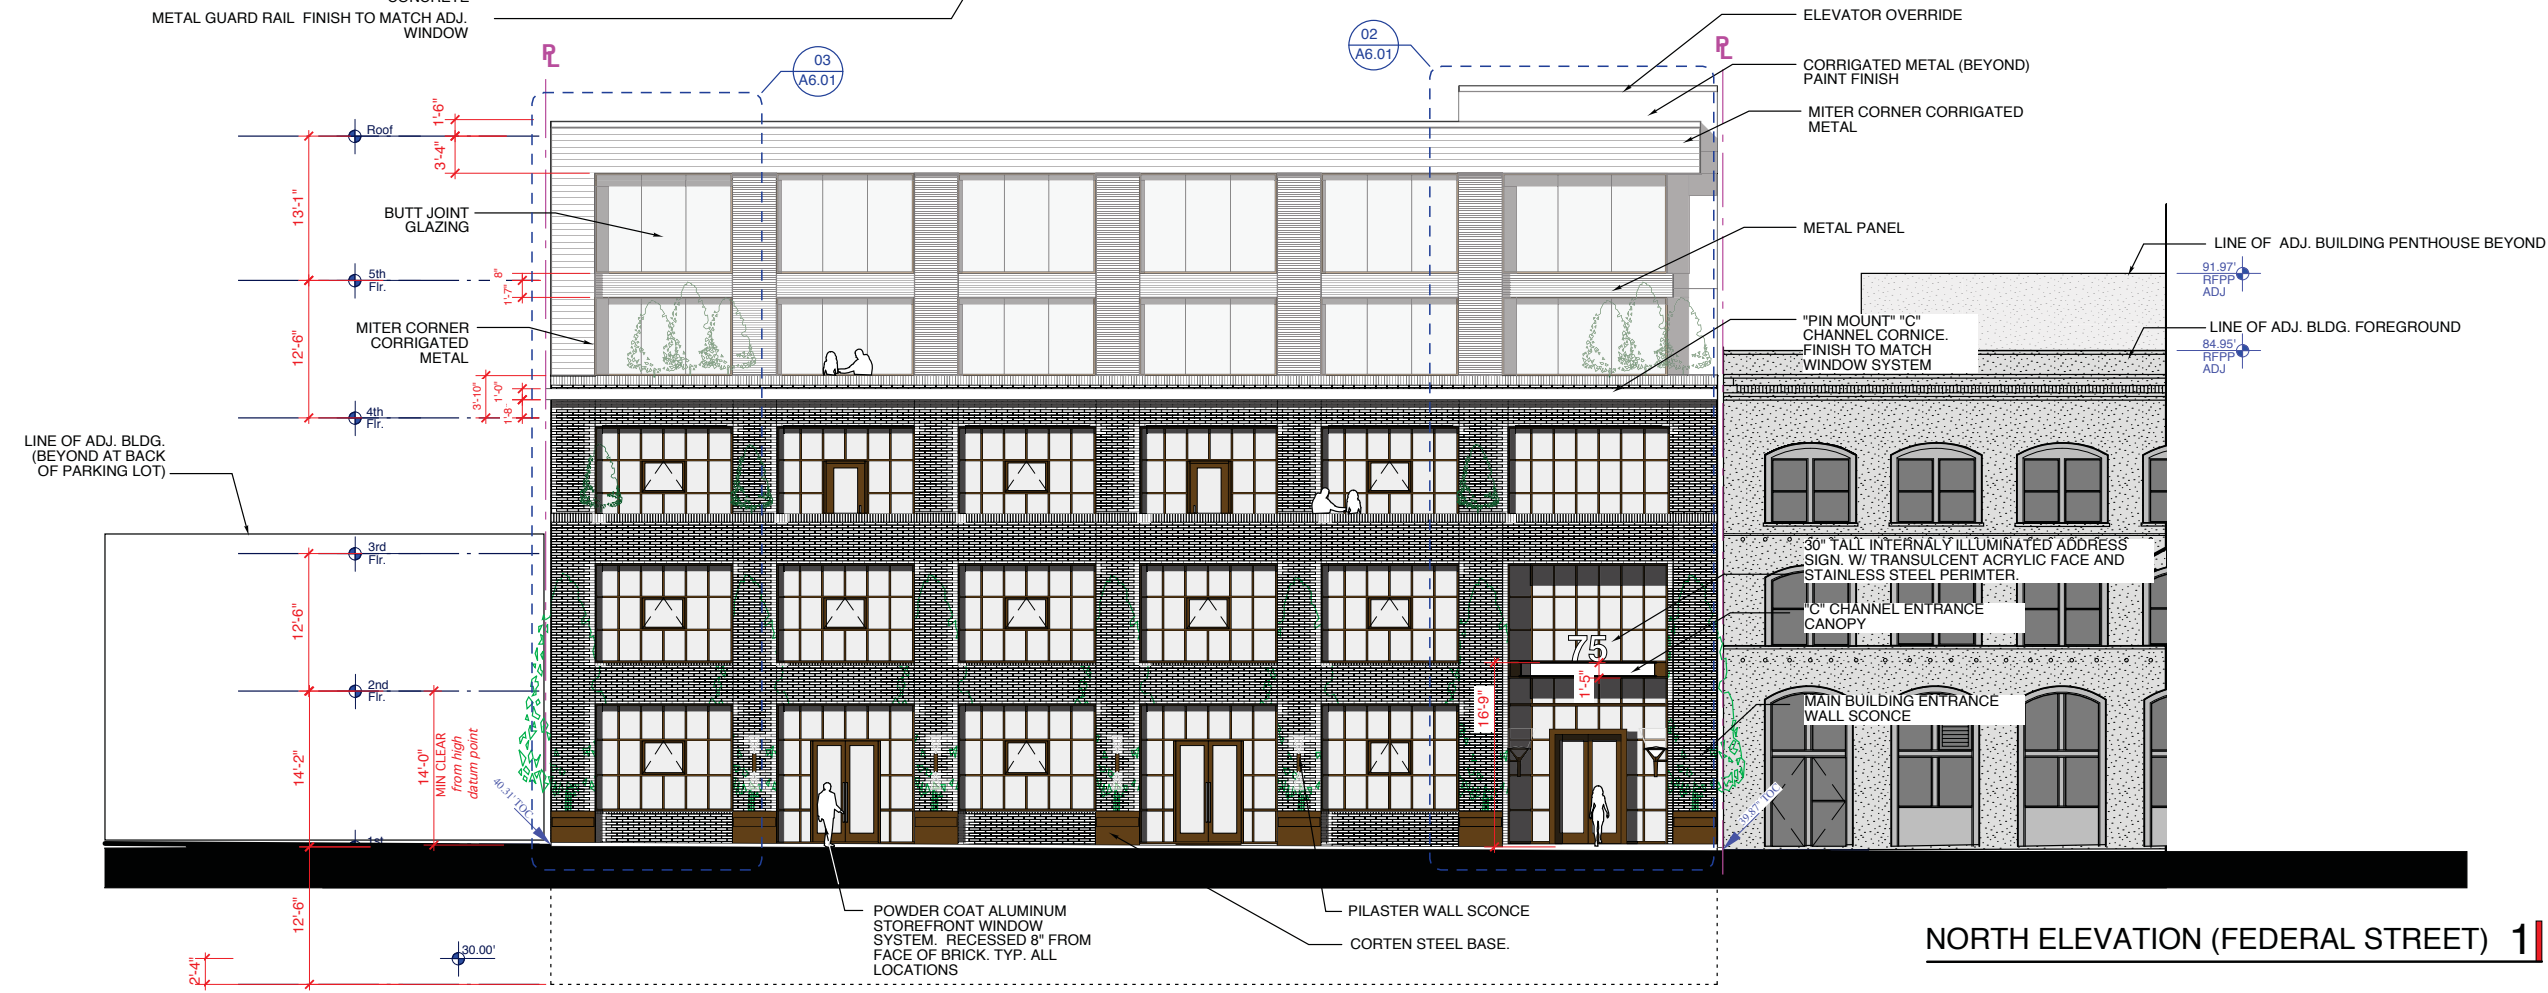 CONCRETE
METAL GUARD RAIL FINISH TO MATCH ADJ.
WINDOW
PL
03
A6.01
02
A6.01
PL
ELEVATOR OVERRIDE
CORRIGATED METAL (BEYOND)
PAINT FINISH
MITER CORNER CORRIGATED
METAL
METAL PANEL
LINE OF ADJ. BUILDING PENTHOUSE BEYOND
91.97'
RFPP
ADJ
"PIN MOUNT" "C"
CHANNEL CORNICE.
FINISH TO MATCH
WINDOW SYSTEM
LINE OF ADJ. BLDG. FOREGROUND
84.95'
RFPP
ADJ
Roof
1'-6"
3'-4"
13'-1"
BUTT JOINT
GLAZING
5th
Flr.
8"
1'-7"
12'-6"
MITER CORNER
CORRIGATED
METAL
3'-10"
1'-0"
1'-8"
4th
Flr.
LINE OF ADJ. BLDG.
(BEYOND AT BACK
OF PARKING LOT)
3rd
Flr.
12'-6"
2nd
Flr.
14'-2"
14'-0"
MIN CLEAR
from high
datum point
40.31' TOC
1st
12'-6"
2'-4"
30.00'
30" TALL INTERNALY ILLUMINATED ADDRESS
SIGN. W/ TRANSULCENT ACRYLIC FACE AND
STAINLESS STEEL PERIMTER.
"C" CHANNEL ENTRANCE
CANOPY
75
1'-5"
16'-9"
MAIN BUILDING ENTRANCE
WALL SCONCE
39.87' TOC
POWDER COAT ALUMINUM
STOREFRONT WINDOW
SYSTEM. RECESSED 8" FROM
FACE OF BRICK. TYP. ALL
LOCATIONS
PILASTER WALL SCONCE
CORTEN STEEL BASE.
NORTH ELEVATION (FEDERAL STREET) 1